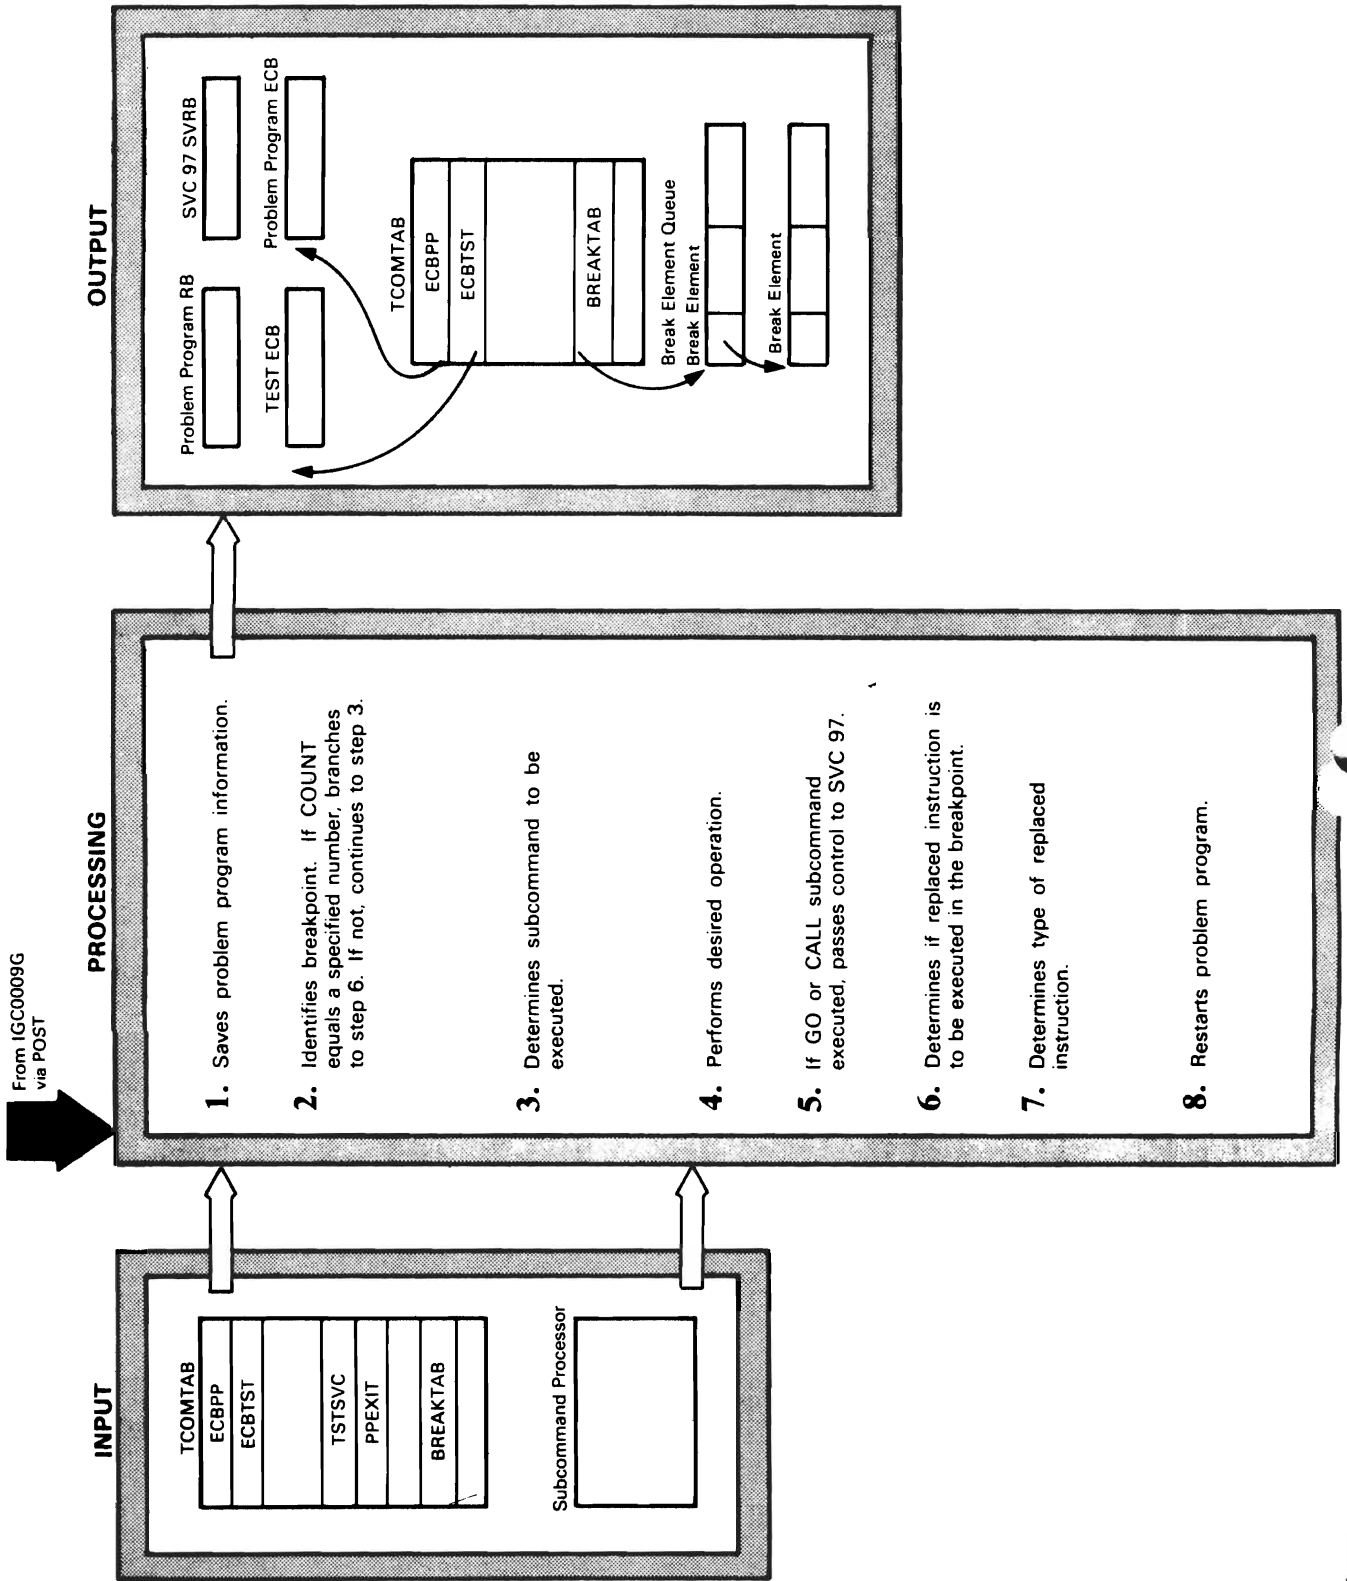 From IGC0009G
via POST
INPUT
TCOMTAB
ECBPP
ECBTST
TSTSVC
PPEXIT
BREAKTAB
Subcommand Processor
PROCESSING
1. Saves problem program information.
2. Identifies breakpoint. If COUNT
equals a specified number, branches
to step 6. If not, continues to step 3.
3. Determines subcommand to be
executed.
4. Performs desired operation.
5. If GO or CALL subcommand
executed, passes control to SVC 97.
6. Determines if replaced instruction is
to be executed in the breakpoint.
7. Determines type of replaced
instruction.
8. Restarts problem program.
OUTPUT
Problem Program RB
SVC 97 SVRB
TEST ECB
Problem Program ECB
TCOMTAB
ECBPP
ECBTST
BREAKTAB
Break Element Queue
Break Element
Break Element